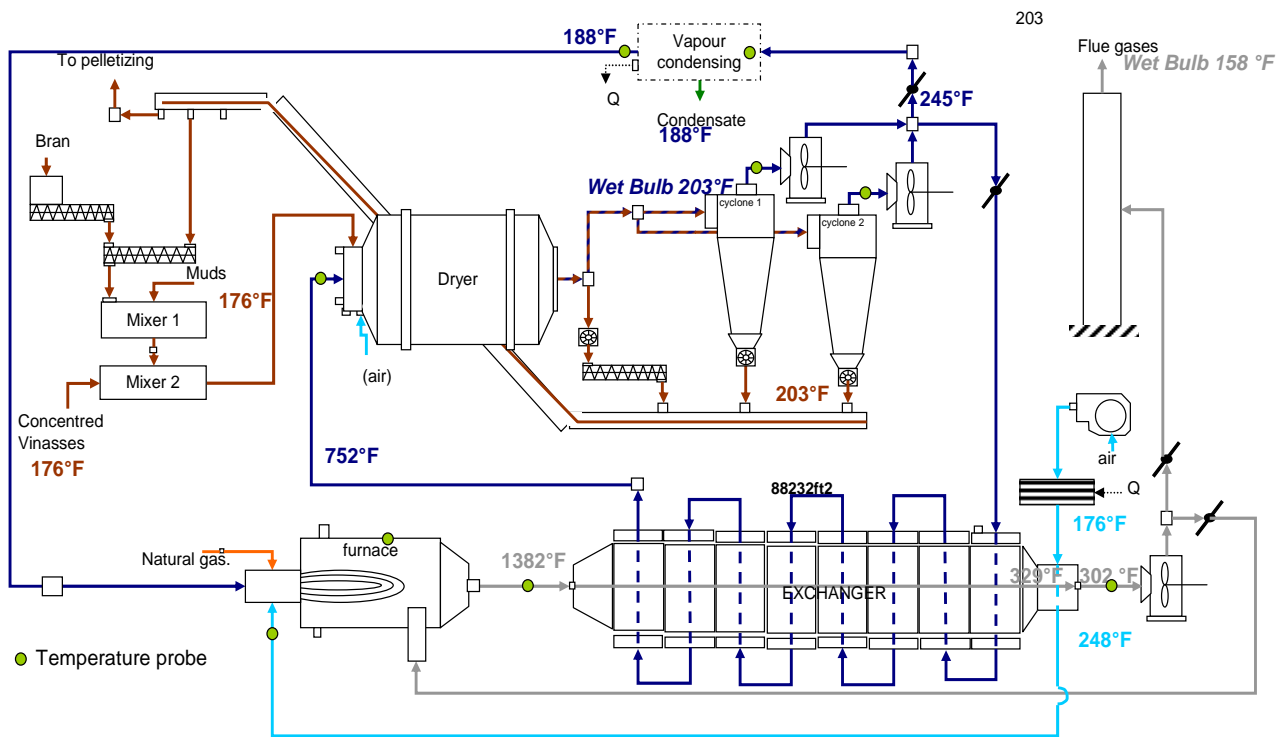 203
188°F
Vapour
condensing
Flue gases
Wet Bulb 158 °F
To pelletizing
Q
245°F
Condensate
188°F
Bran
Wet Bulb 203°F
cyclone 1
cyclone 2
Muds
176°F
Dryer
Mixer 1
Mixer 2
(air)
203°F
Concentred
Vinasses
176°F
air
752°F
88232ft2
Q
176°F
Natural gas.
furnace
1382°F
329°F
302 °F
EXCHANGER
248°F
Temperature probe